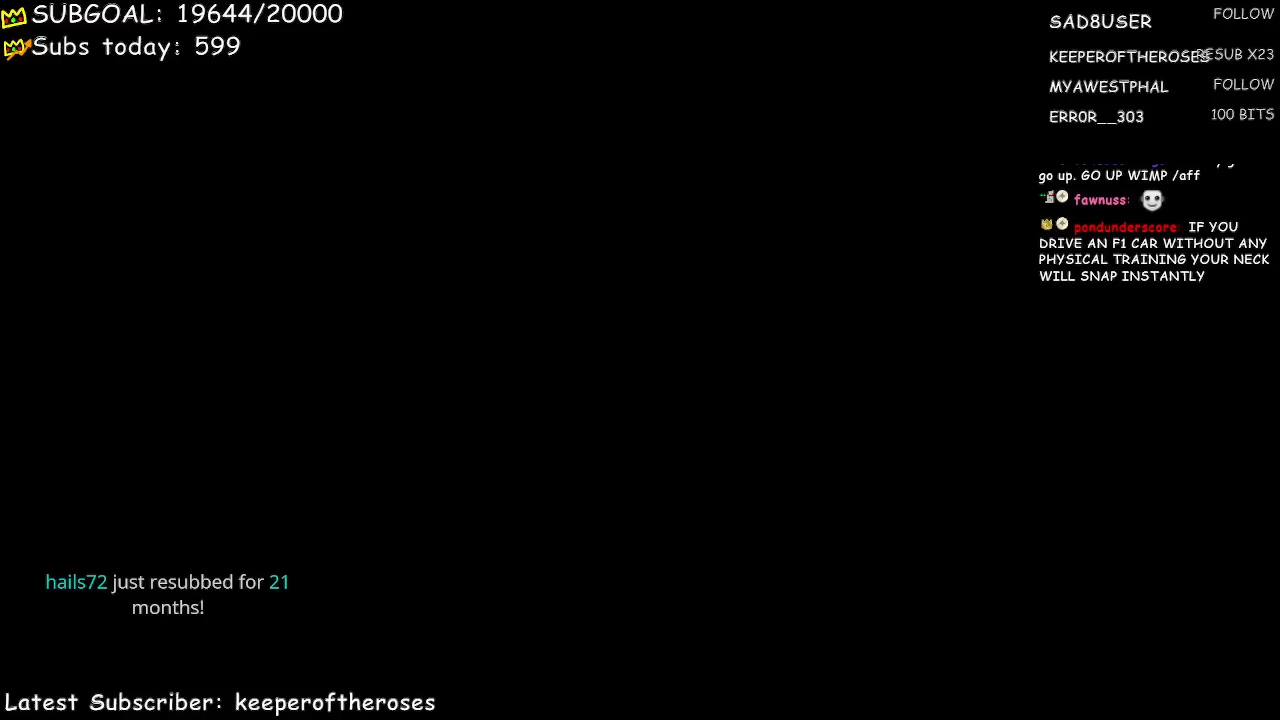 SUBGOAL: 19644/20000
Subs today: 599
SAD8USER FOLLOW
KEEPEROFTHEROSES RESUB X23
MYAWESTPHAL FOLLOW
ERR0R__303 100 BITS
go up. GO UP WIMP /aff
fawnuss:
pondunderscore: IF YOU
DRIVE AN F1 CAR WITHOUT ANY
PHYSICAL TRAINING YOUR NECK
WILL SNAP INSTANTLY
hails72 just resubbed for 21
months!
Latest Subscriber: keeperoftheroses